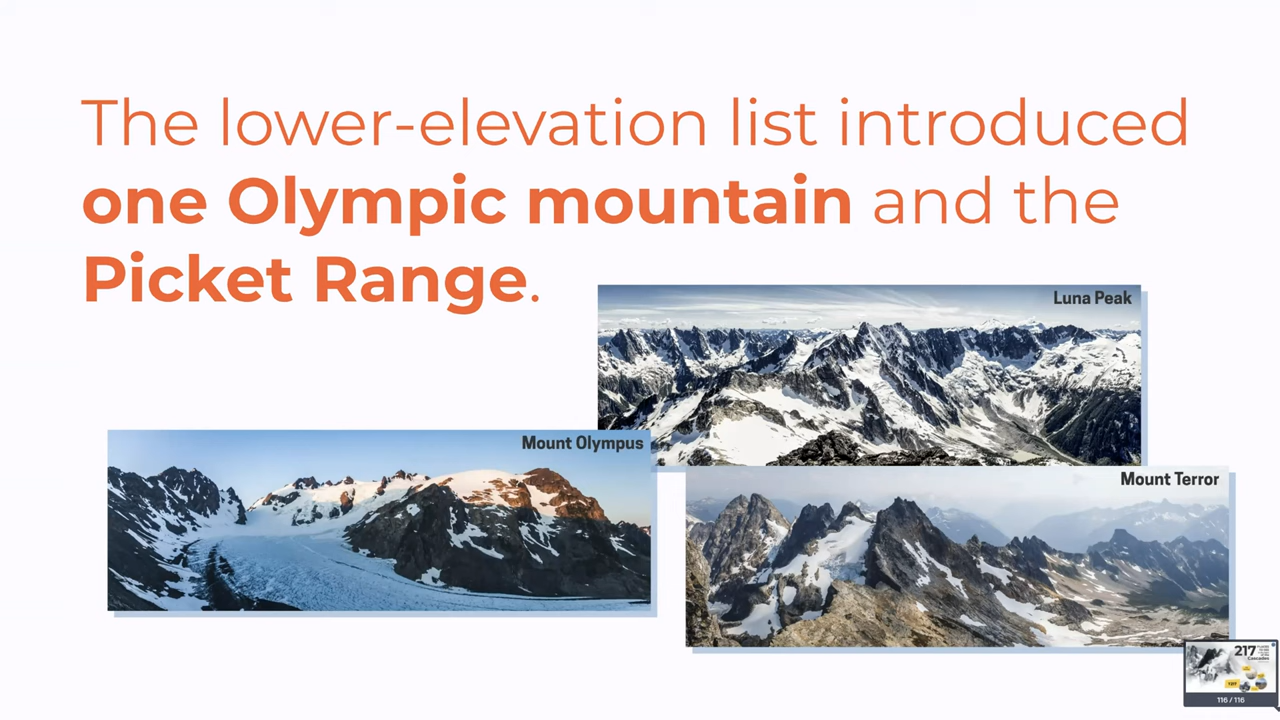 The lower-elevation list introduced
one Olympic mountain and the
Picket Range.
Luna Peak
Mount Olympus
Mount Terror
217
Cascades
116 / 116